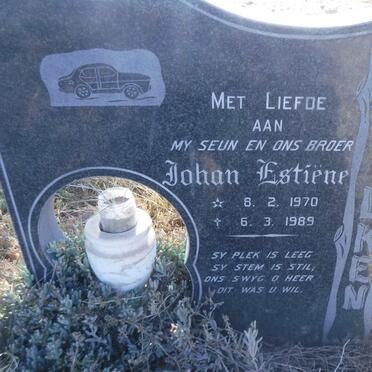 MET LIEFDE
AAN
MY SEUN EN ONS BROER
Johan Estiëne
☆ 8. 2. 1970
✝ 6. 3. 1989
SY PLEK IS LEEG
SY STEM IS STIL,
ONS SWYG O HEER
DIT WAS U WIL.